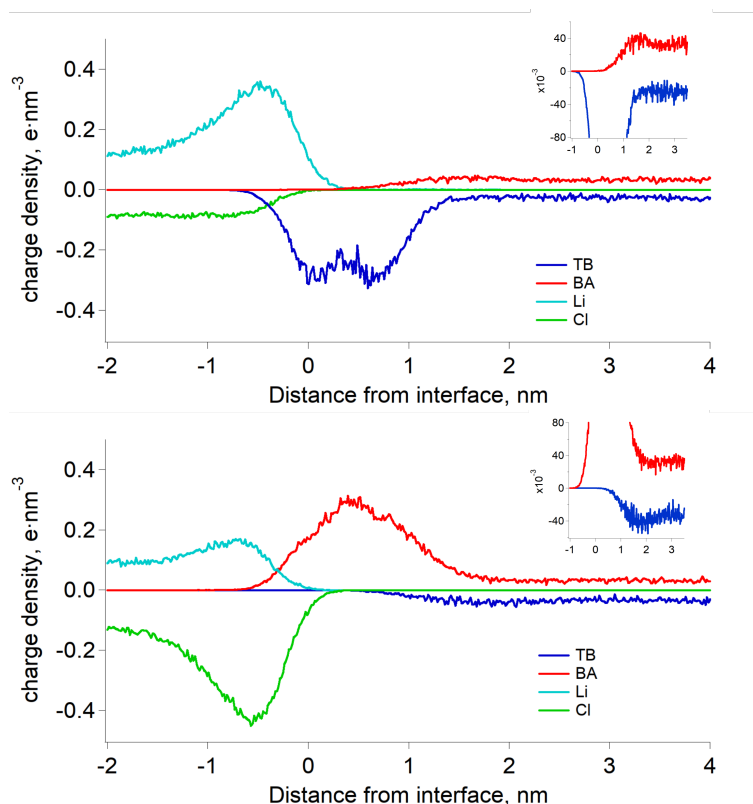 80
40
0
-40
-80
x10-3
-1 0 1 2 3
0.4
0.2
0.0
-0.2
-0.4
charge density, e·nm-3
TB
BA
Li
Cl
-2 -1 0 1 2 3 4
Distance from interface, nm
80
40
0
-40
x10-3
-1 0 1 2 3
0.4
0.2
0.0
-0.2
-0.4
charge density, e·nm-3
TB
BA
Li
Cl
-2 -1 0 1 2 3 4
Distance from interface, nm